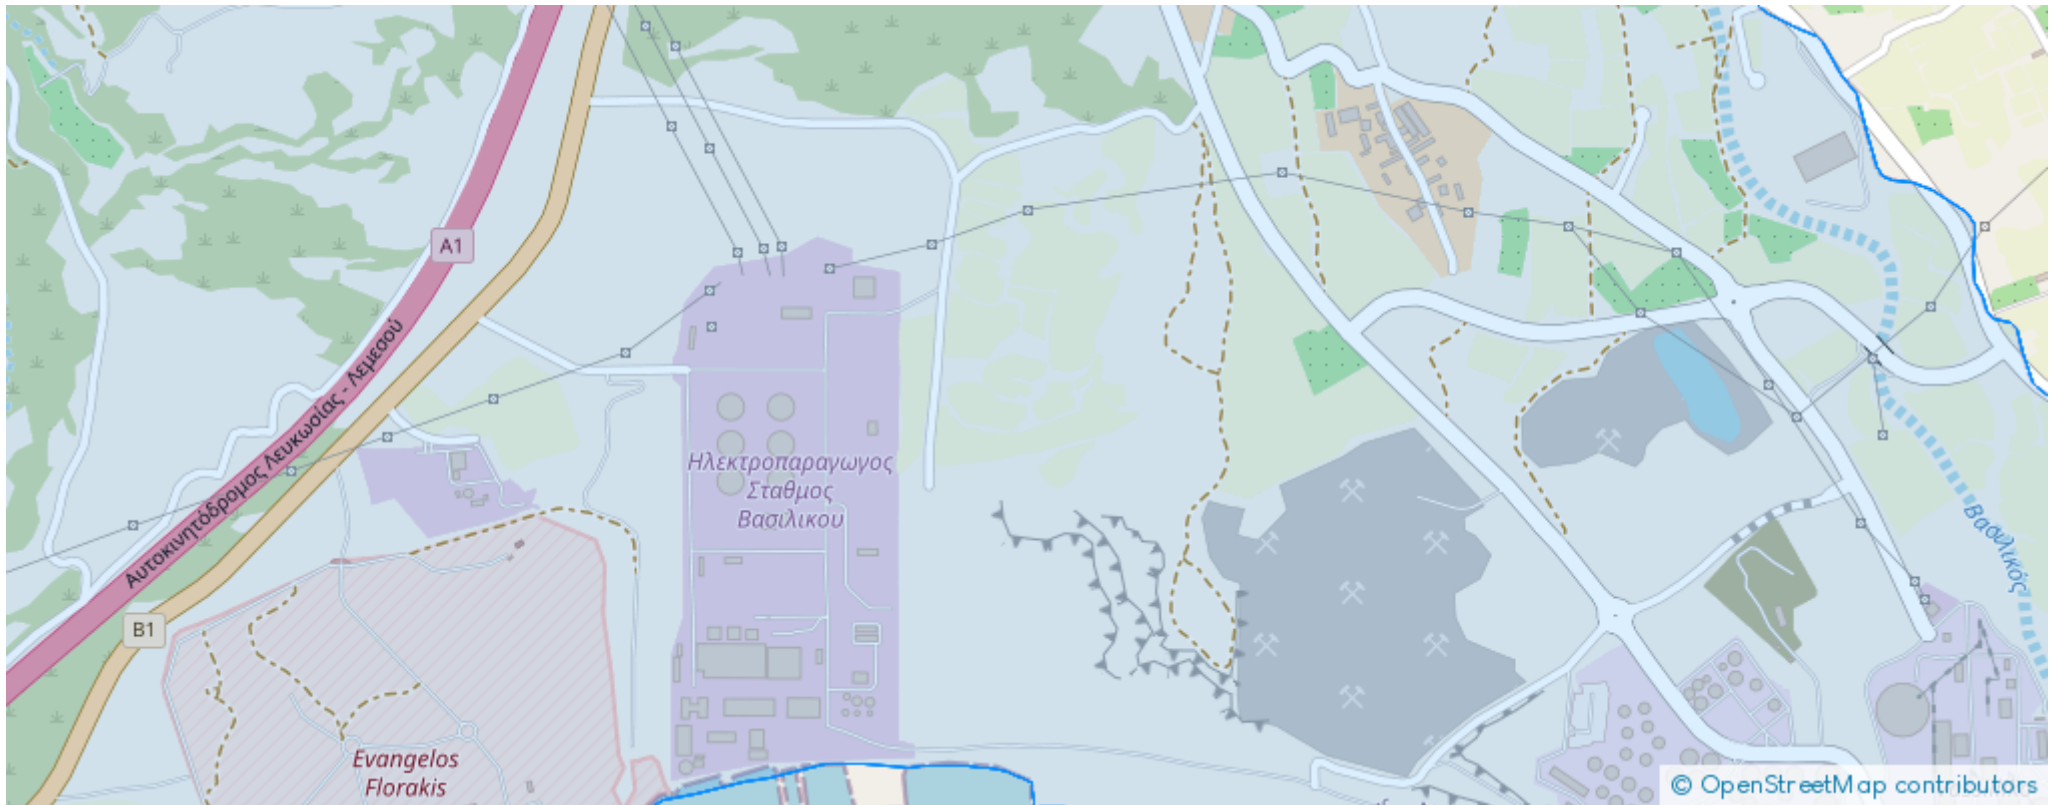 A1
Αυτοκινητόδρομος Λευκωσίας - Λεμεσού
Ηλεκτροπαραγωγος
Σταθμος
Βασιλικου
Βασιλικός
B1
Evangelos
Florakis
© OpenStreetMap contributors